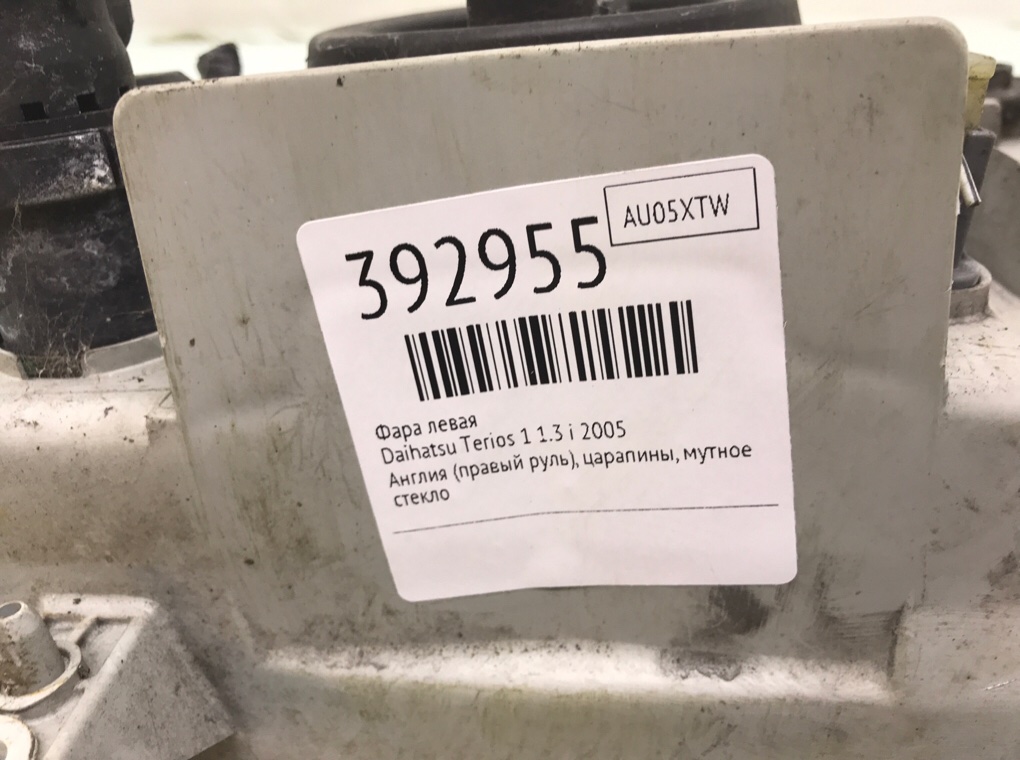 AU05XTW
392955
Фара левая
Daihatsu Terios 1 1.3 i 2005
Англия (правый руль), царапины, мутное
стекло